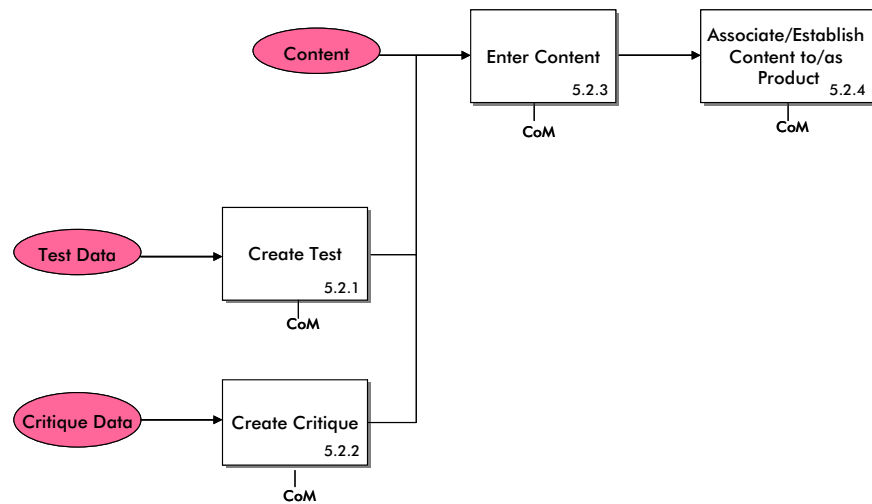 Content
Enter Content
5.2.3
CoM
Associate/Establish
Content to/as
Product
5.2.4
CoM
Test Data
Create Test
5.2.1
CoM
Critique Data
Create Critique
5.2.2
CoM